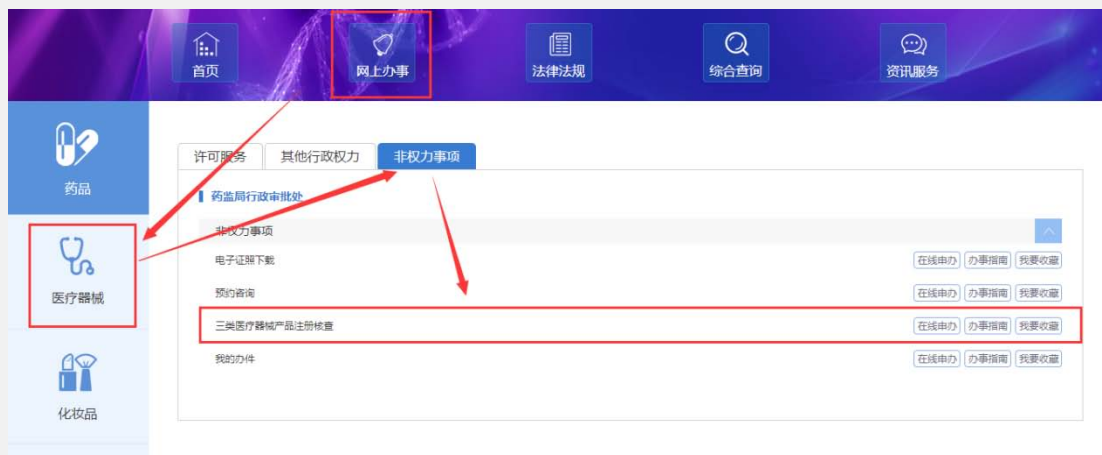 首页
网上办事
法律法规
综合查询
资讯服务
药品
医疗器械
化妆品
许可服务 其他行政权力 非权力事项
药监局行政审批处
非权力事项
电子证照下载 在线申办 办事指南 我要收藏
预约咨询 在线申办 办事指南 我要收藏
三类医疗器械产品注册核查 在线申办 办事指南 我要收藏
我的办件 在线申办 办事指南 我要收藏